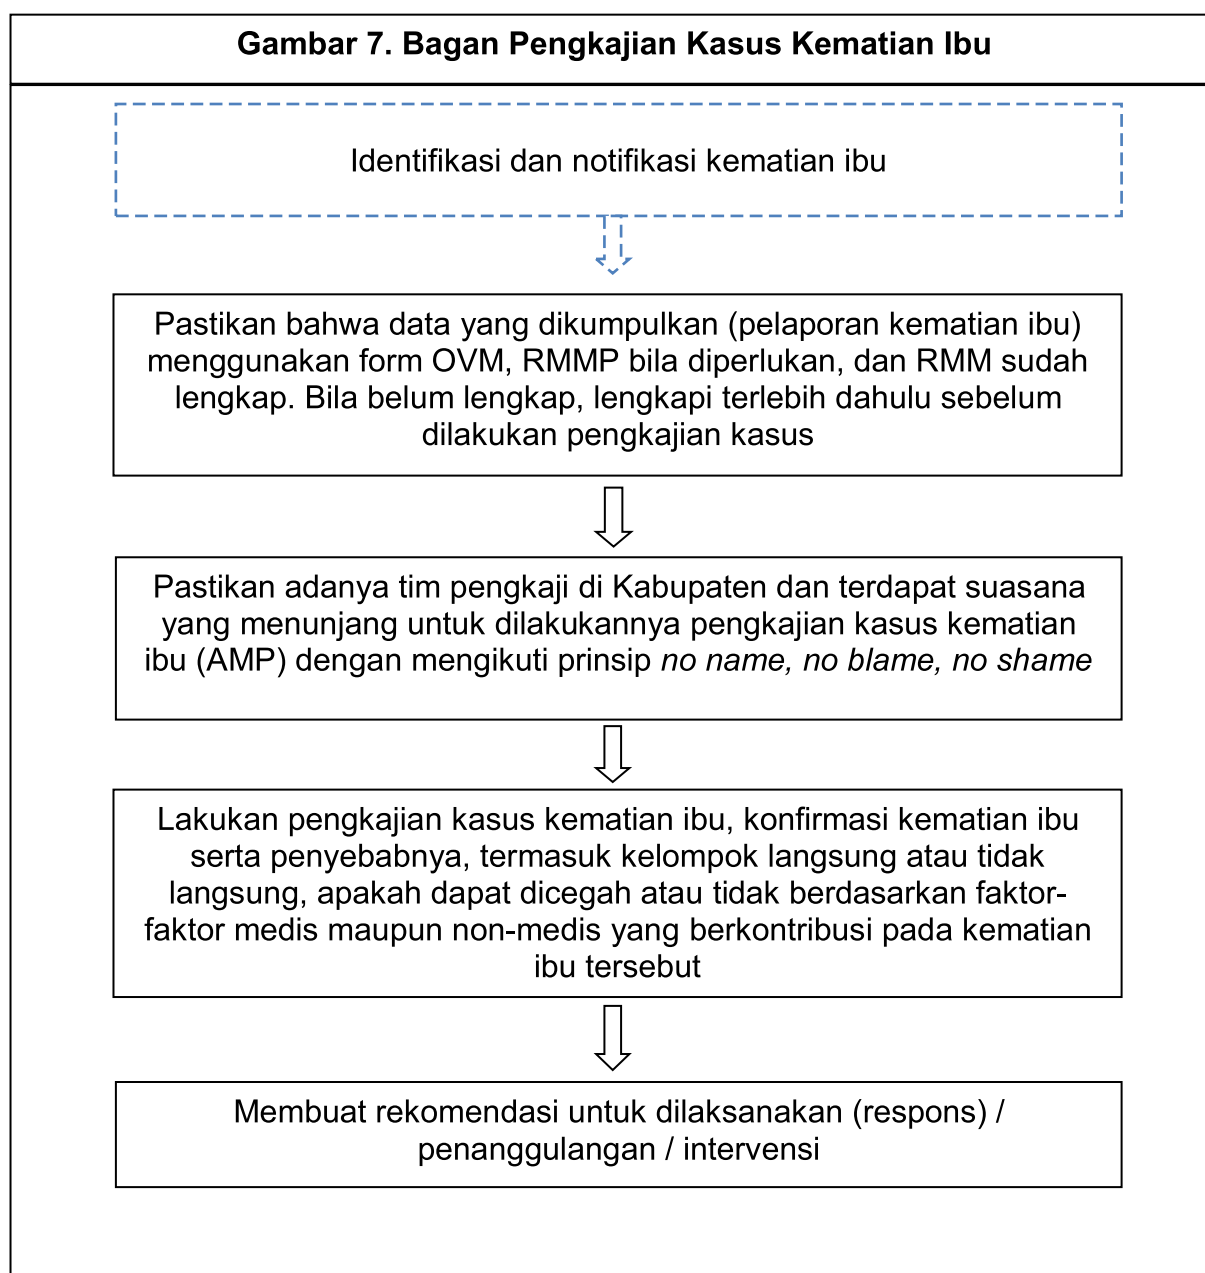 Gambar 7. Bagan Pengkajian Kasus Kematian Ibu
Identifikasi dan notifikasi kematian ibu
Pastikan bahwa data yang dikumpulkan (pelaporan kematian ibu)
menggunakan form OVM, RMMP bila diperlukan, dan RMM sudah
lengkap. Bila belum lengkap, lengkapi terlebih dahulu sebelum
dilakukan pengkajian kasus
Pastikan adanya tim pengkaji di Kabupaten dan terdapat suasana
yang menunjang untuk dilakukannya pengkajian kasus kematian
ibu (AMP) dengan mengikuti prinsip no name, no blame, no shame
Lakukan pengkajian kasus kematian ibu, konfirmasi kematian ibu
serta penyebabnya, termasuk kelompok langsung atau tidak
langsung, apakah dapat dicegah atau tidak berdasarkan faktor-
faktor medis maupun non-medis yang berkontribusi pada kematian
ibu tersebut
Membuat rekomendasi untuk dilaksanakan (respons) /
penanggulangan / intervensi